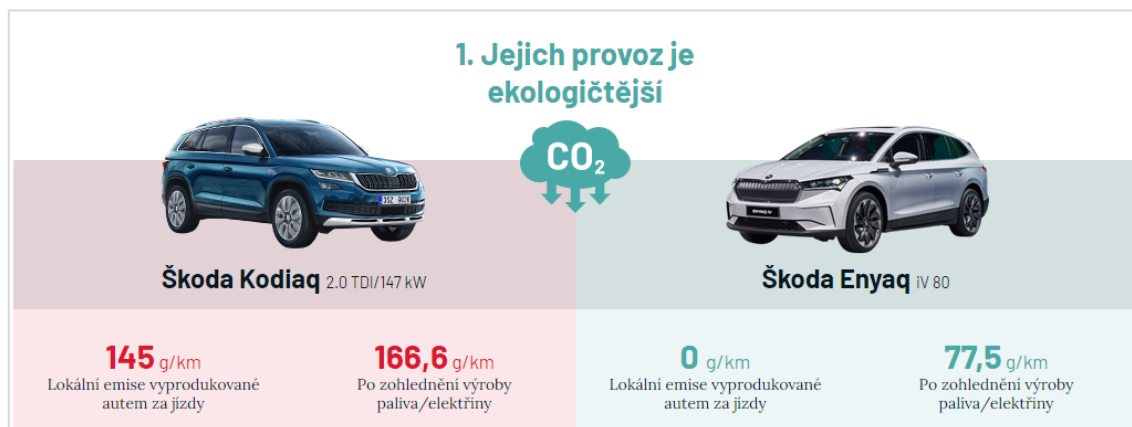 1. Jejich provoz je
ekologičtější
CO₂
Škoda Kodiaq 2.0 TDI/147 kW
Škoda Enyaq iV 80
145 g/km
Lokální emise vyprodukované
autem za jízdy
166,6 g/km
Po zohlednění výroby
paliva/elektřiny
0 g/km
Lokální emise vyprodukované
autem za jízdy
77,5 g/km
Po zohlednění výroby
paliva/elektřiny